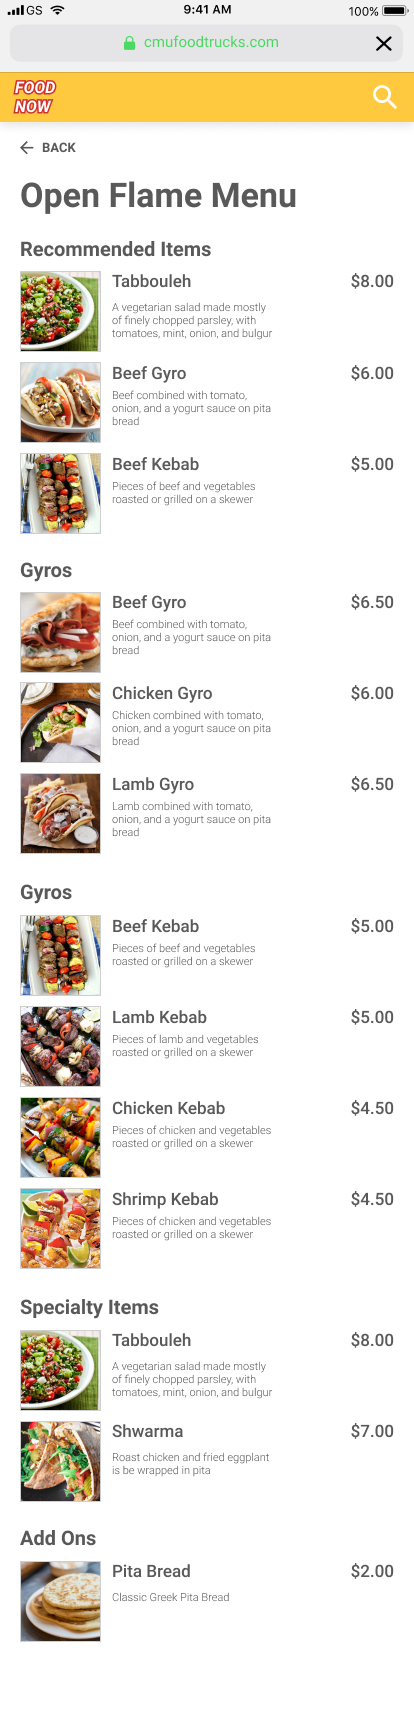 GS
9:41 AM
100%
cmufoodtrucks.com
FOOD
NOW
BACK
Open Flame Menu
Recommended Items
Tabbouleh $8.00
A vegetarian salad made mostly
of finely chopped parsley, with
tomatoes, mint, onion, and bulgur
Beef Gyro $6.00
Beef combined with tomato,
onion, and a yogurt sauce on pita
bread
Beef Kebab $5.00
Pieces of beef and vegetables
roasted or grilled on a skewer
Gyros
Beef Gyro $6.50
Beef combined with tomato,
onion, and a yogurt sauce on pita
bread
Chicken Gyro $6.00
Chicken combined with tomato,
onion, and a yogurt sauce on pita
bread
Lamb Gyro $6.50
Lamb combined with tomato,
onion, and a yogurt sauce on pita
bread
Gyros
Beef Kebab $5.00
Pieces of beef and vegetables
roasted or grilled on a skewer
Lamb Kebab $5.00
Pieces of lamb and vegetables
roasted or grilled on a skewer
Chicken Kebab $4.50
Pieces of chicken and vegetables
roasted or grilled on a skewer
Shrimp Kebab $4.50
Pieces of chicken and vegetables
roasted or grilled on a skewer
Specialty Items
Tabbouleh $8.00
A vegetarian salad made mostly
of finely chopped parsley, with
tomatoes, mint, onion, and bulgur
Shwarma $7.00
Roast chicken and fried eggplant
is be wrapped in pita
Add Ons
Pita Bread $2.00
Classic Greek Pita Bread